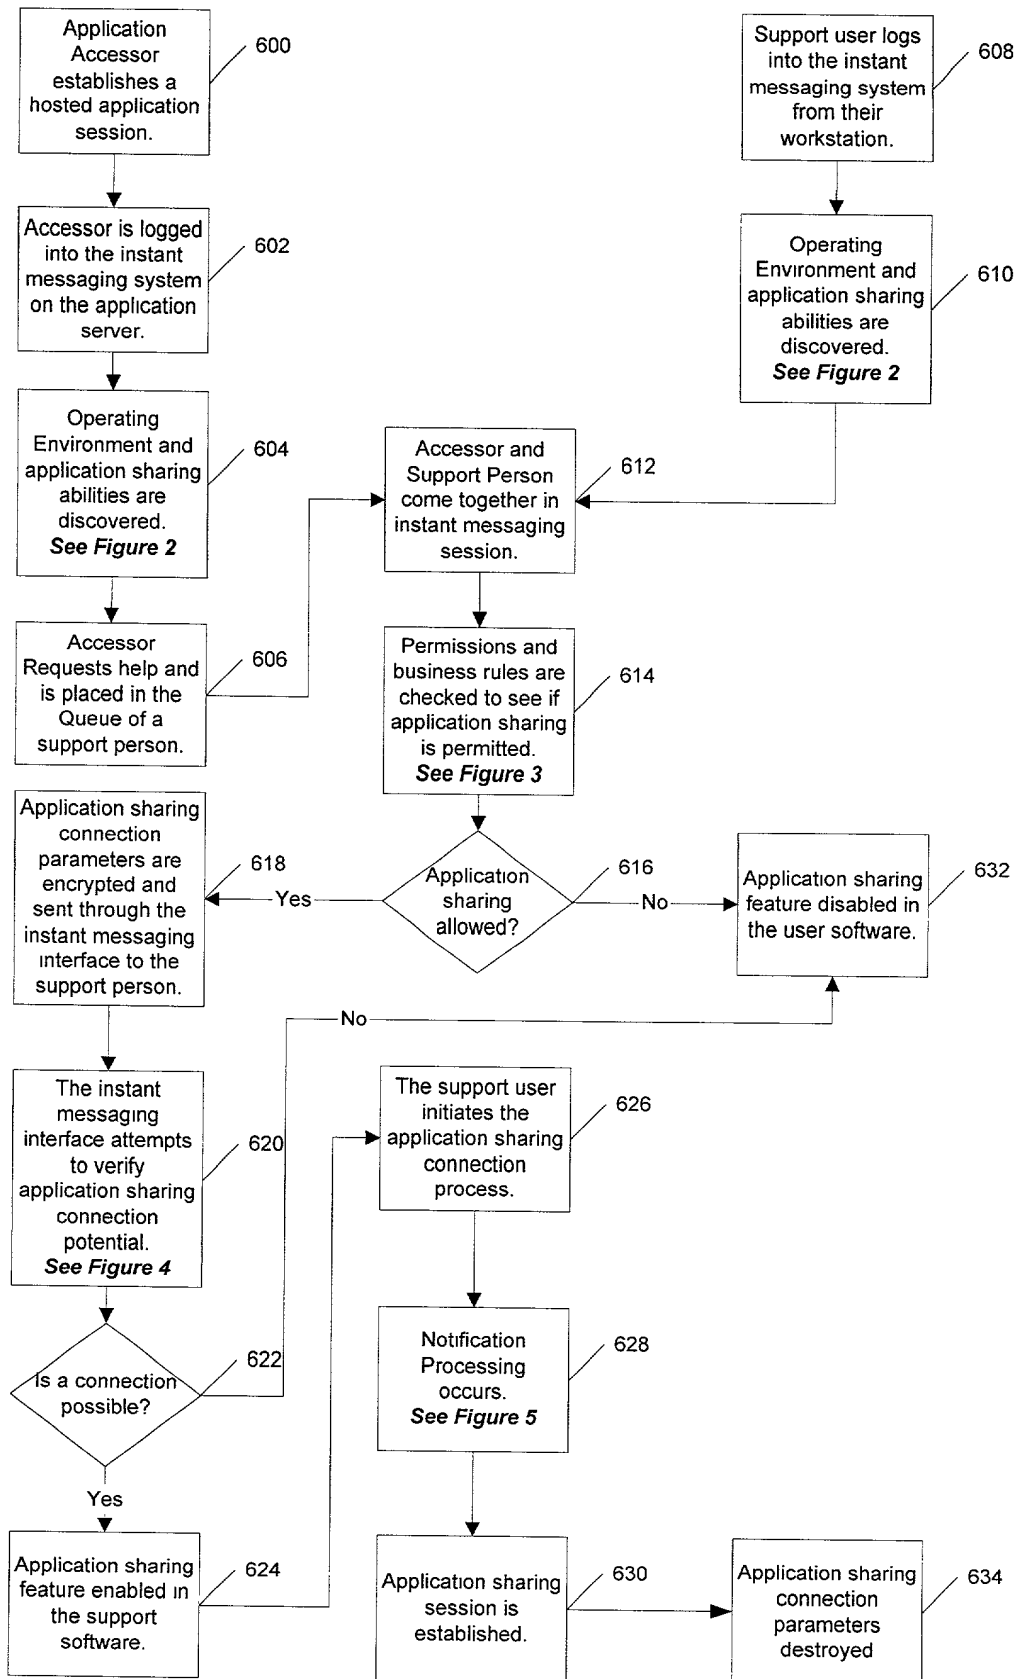 Application
Accessor
establishes a
hosted application
session.
600
Support user logs
into the instant
messaging system
from their
workstation.
608
Accessor is logged
into the instant
messaging system
on the application
server.
602
Operating
Environment and
application sharing
abilities are
discovered.
See Figure 2
610
Operating
Environment and
application sharing
abilities are
discovered.
See Figure 2
604
Accessor and
Support Person
come together in
instant messaging
session.
612
Accessor
Requests help and
is placed in the
Queue of a
support person.
606
Permissions and
business rules are
checked to see if
application sharing
is permitted.
See Figure 3
614
Application sharing
connection
parameters are
encrypted and
sent through the
instant messaging
interface to the
support person.
618
Yes
Application
sharing
allowed?
616
No
Application sharing
feature disabled in
the user software.
632
No
The instant
messaging
interface attempts
to verify
application sharing
connection
potential.
See Figure 4
620
The support user
initiates the
application sharing
connection
process.
626
Is a connection
possible?
622
Notification
Processing
occurs.
See Figure 5
628
Yes
Application sharing
feature enabled in
the support
software.
624
Application sharing
session is
established.
630
Application sharing
connection
parameters
destroyed
634